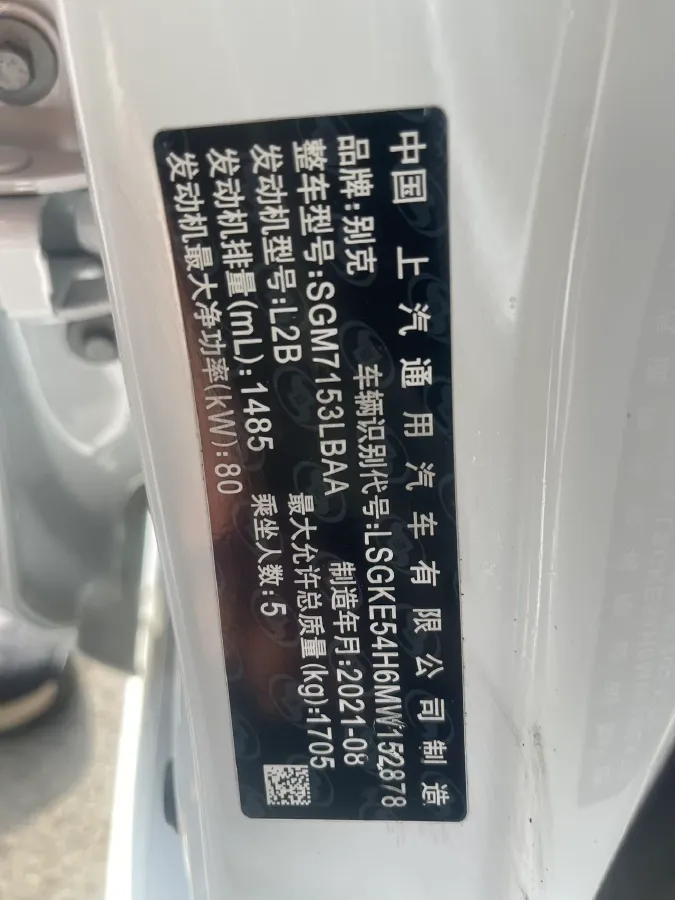 中国 上汽通用汽车有限公司制造
品牌:别克 车辆识别代号:LSGKE54H6MW152878
整车型号:SGM7153LBAA 制造年月:2021-08
发动机型号:L2B 最大允许总质量(kg):1705
发动机排量(mL):1485 乘坐人数:5
发动机最大净功率(kW):80